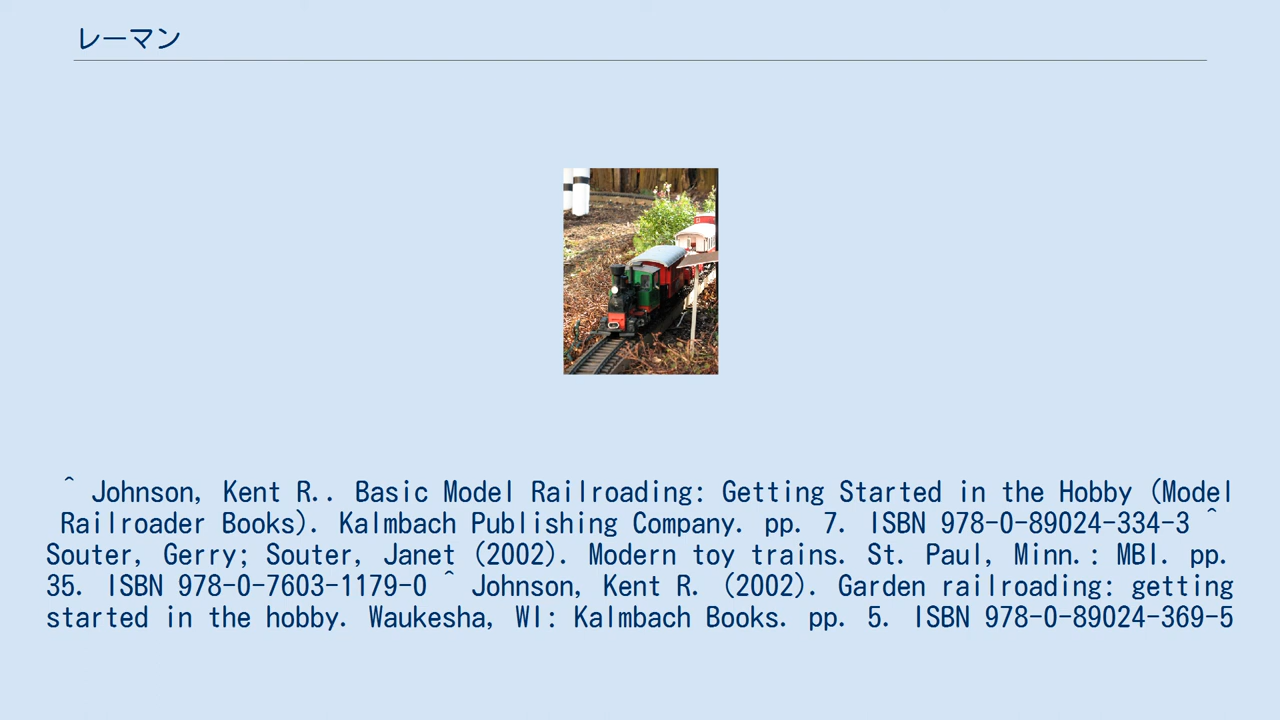 レーマン
^ Johnson, Kent R.. Basic Model Railroading: Getting Started in the Hobby (Model
Railroader Books). Kalmbach Publishing Company. pp. 7. ISBN 978-0-89024-334-3 ^
Souter, Gerry; Souter, Janet (2002). Modern toy trains. St. Paul, Minn.: MBI. pp.
35. ISBN 978-0-7603-1179-0 ^ Johnson, Kent R. (2002). Garden railroading: getting
started in the hobby. Waukesha, WI: Kalmbach Books. pp. 5. ISBN 978-0-89024-369-5